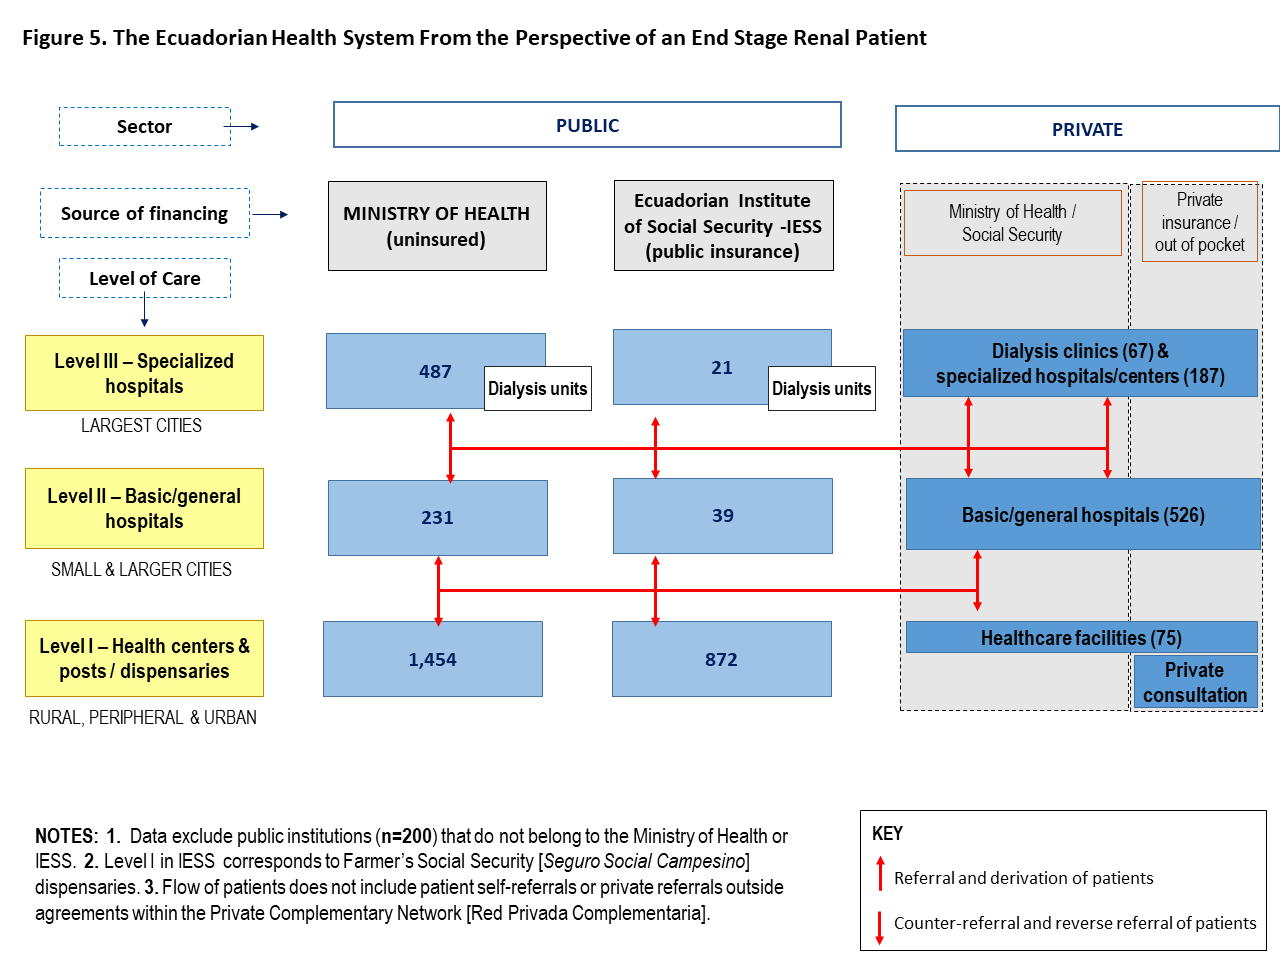 Figure 5. The Ecuadorian Health System From the Perspective of an End Stage Renal Patient
Sector
PUBLIC
PRIVATE
Source of financing
MINISTRY OF HEALTH
(uninsured)
Ecuadorian Institute
of Social Security -IESS
(public insurance)
Ministry of Health /
Social Security
Private
insurance /
out of pocket
Level of Care
Level III – Specialized
hospitals
LARGEST CITIES
487
Dialysis units
21
Dialysis units
Dialysis clinics (67) &
specialized hospitals/centers (187)
Level II – Basic/general
hospitals
SMALL & LARGER CITIES
231
39
Basic/general hospitals (526)
Level I – Health centers &
posts / dispensaries
RURAL, PERIPHERAL & URBAN
1,454
872
Healthcare facilities (75)
Private
consultation
NOTES: 1. Data exclude public institutions (n=200) that do not belong to the Ministry of Health or
IESS. 2. Level I in IESS corresponds to Farmer's Social Security [Seguro Social Campesino]
dispensaries. 3. Flow of patients does not include patient self-referrals or private referrals outside
agreements within the Private Complementary Network [Red Privada Complementaria].
KEY
Referral and derivation of patients
Counter-referral and reverse referral of patients